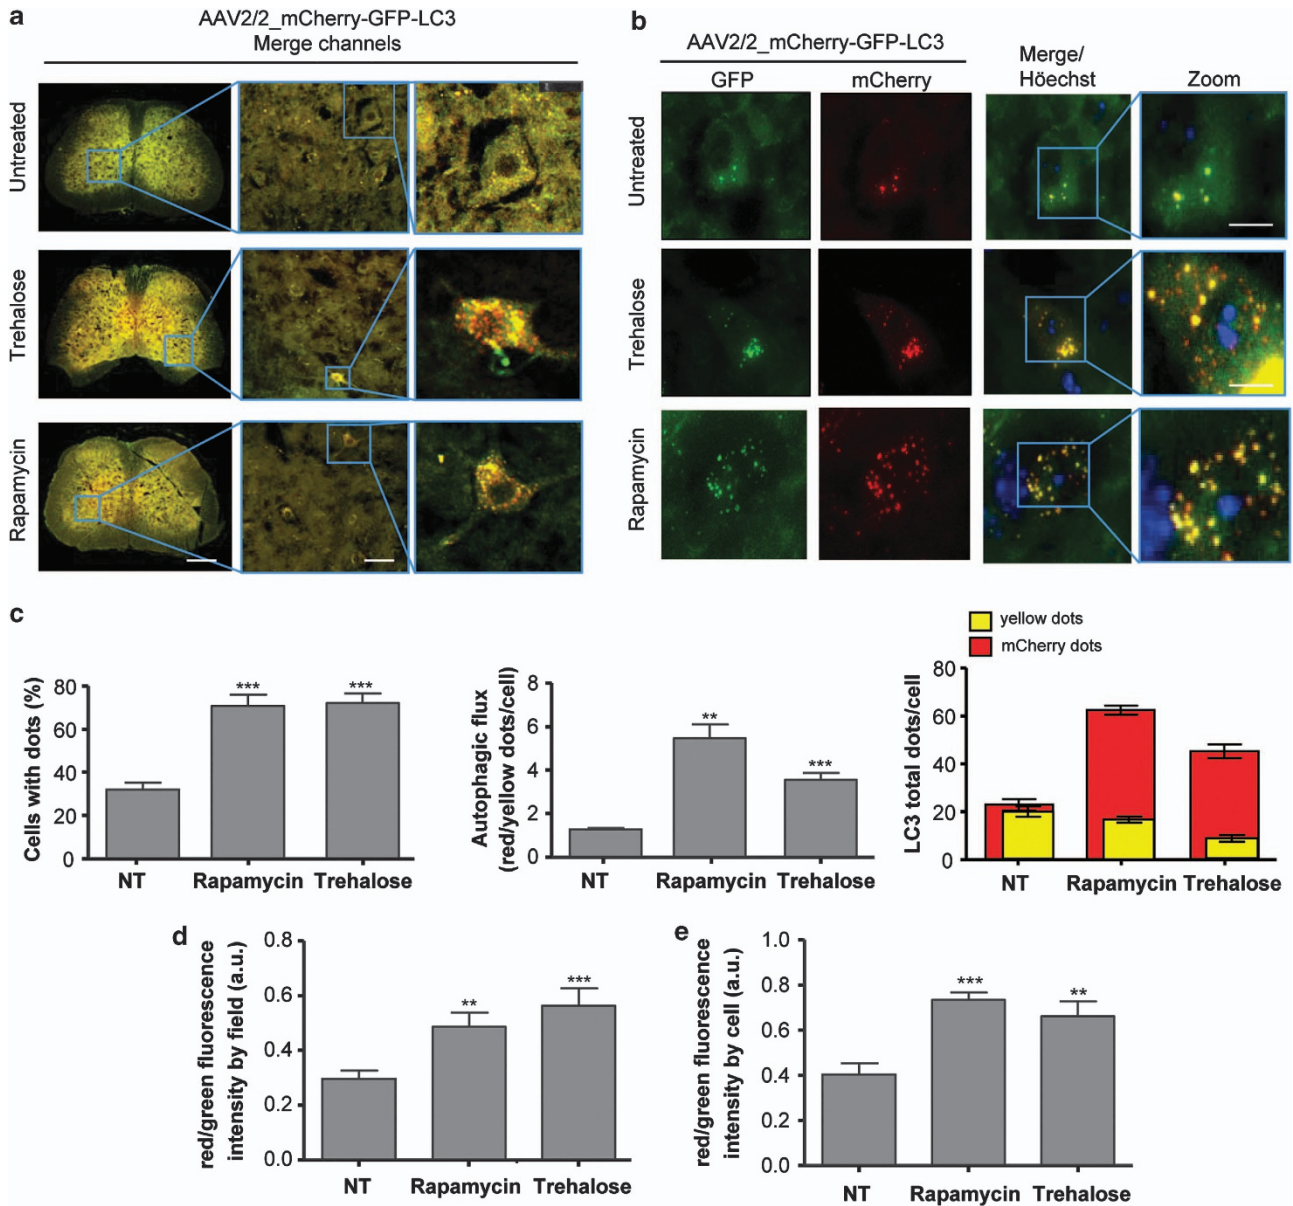 a
AAV2/2_mCherry-GFP-LC3
Merge channels
Untreated
Trehalose
Rapamycin
b
AAV2/2_mCherry-GFP-LC3
GFP
mCherry
Merge/
Höechst
Zoom
Untreated
Trehalose
Rapamycin
c
Cells with dots (%)
80
60
40
20
0
***
***
NT
Rapamycin
Trehalose
Autophagic flux
(red/yellow dots/cell)
8
6
4
2
0
**
***
NT
Rapamycin
Trehalose
yellow dots
mCherry dots
LC3 total dots/cell
80
60
40
20
0
NT
Rapamycin
Trehalose
d
red/green fluorescence
intensity by field (a.u.)
0.8
0.6
0.4
0.2
0.0
**
***
NT
Rapamycin
Trehalose
e
red/green fluorescence
intensity by cell (a.u.)
1.0
0.8
0.6
0.4
0.2
0.0
***
**
NT
Rapamycin
Trehalose